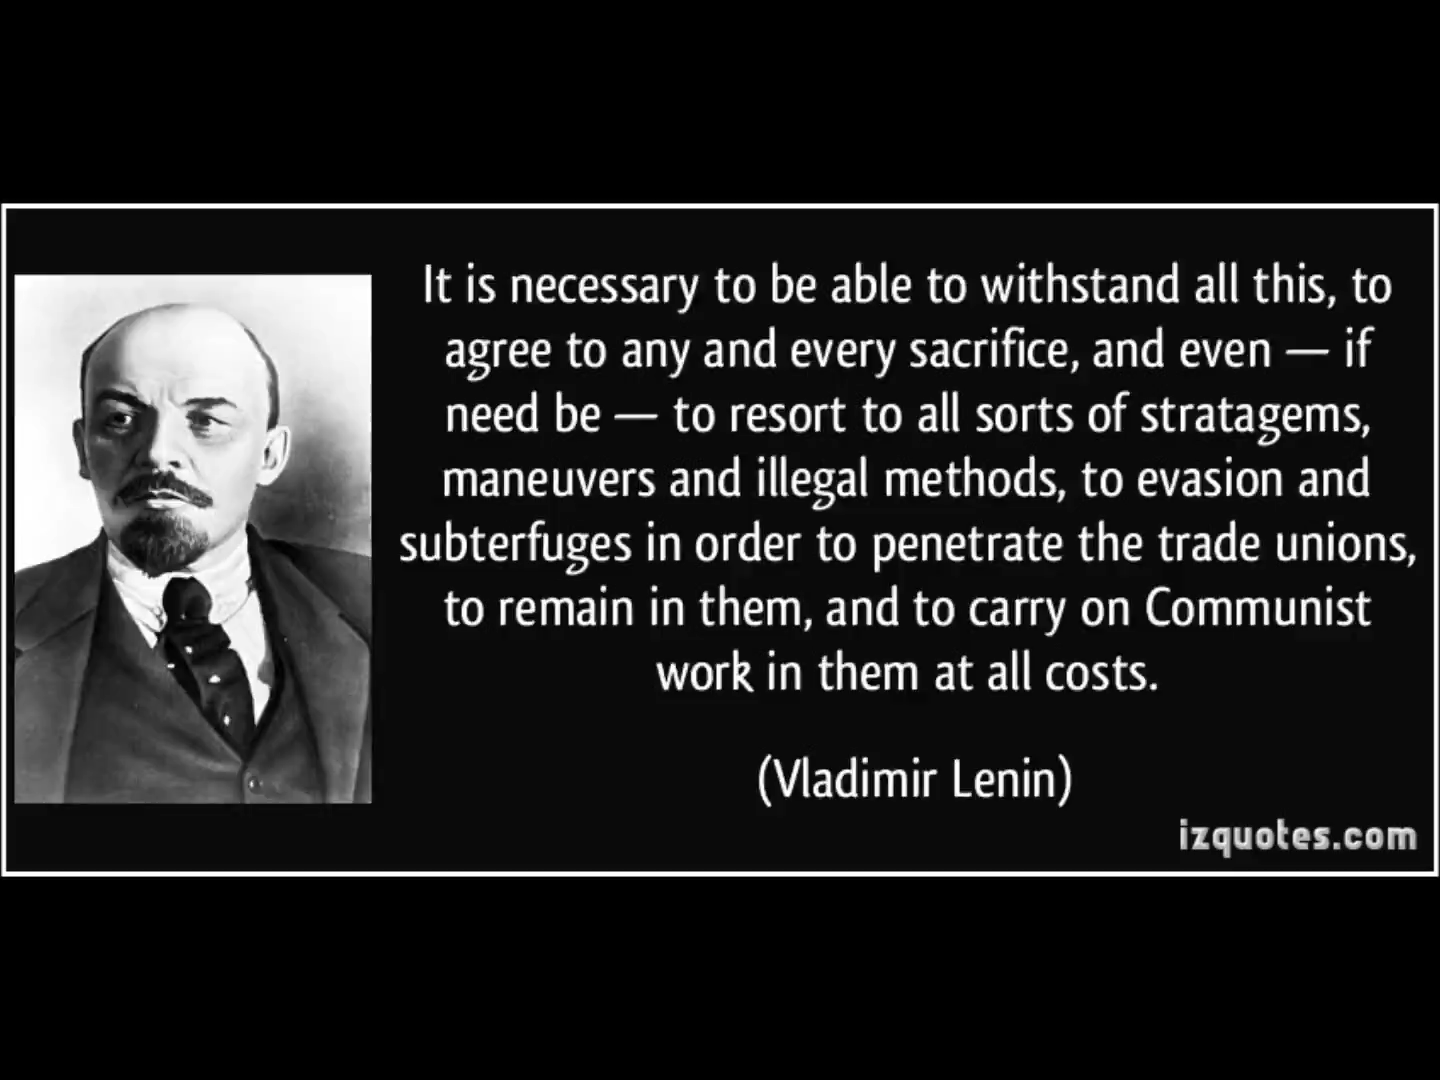 It is necessary to be able to withstand all this, to
agree to any and every sacrifice, and even — if
need be — to resort to all sorts of stratagems,
maneuvers and illegal methods, to evasion and
subterfuges in order to penetrate the trade unions,
to remain in them, and to carry on Communist
work in them at all costs.
(Vladimir Lenin)
izquotes.com